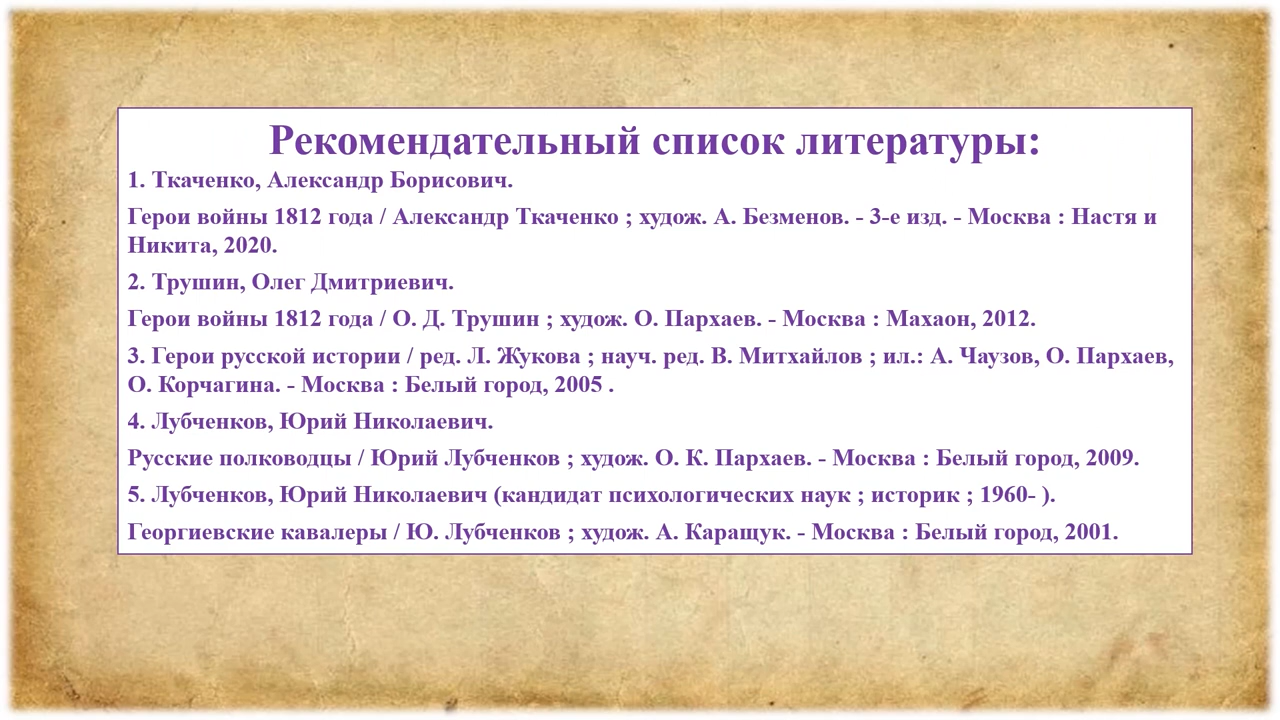 Рекомендательный список литературы:
1. Ткаченко, Александр Борисович.
Герои войны 1812 года / Александр Ткаченко ; худож. А. Безменов. - 3-е изд. - Москва : Настя и
Никита, 2020.
2. Трушин, Олег Дмитриевич.
Герои войны 1812 года / О. Д. Трушин ; худож. О. Пархаев. - Москва : Махаон, 2012.
3. Герои русской истории / ред. Л. Жукова ; науч. ред. В. Митхайлов ; ил.: А. Чаузов, О. Пархаев,
О. Корчагина. - Москва : Белый город, 2005 .
4. Лубченков, Юрий Николаевич.
Русские полководцы / Юрий Лубченков ; худож. О. К. Пархаев. - Москва : Белый город, 2009.
5. Лубченков, Юрий Николаевич (кандидат психологических наук ; историк ; 1960- ).
Георгиевские кавалеры / Ю. Лубченков ; худож. А. Каращук. - Москва : Белый город, 2001.